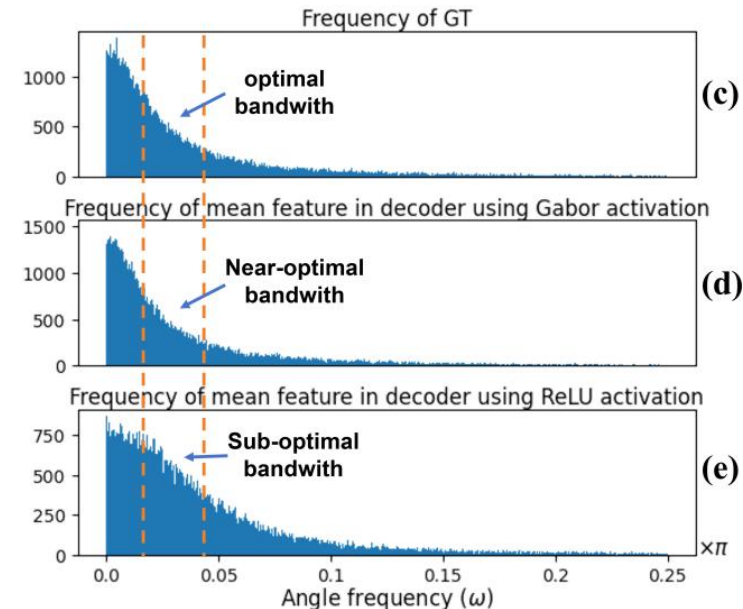 Frequency of GT
1000
500
0
optimal
bandwith
(c)
Frequency of mean feature in decoder using Gabor activation
1500
1000
500
0
Near-optimal
bandwith
(d)
Frequency of mean feature in decoder using ReLU activation
750
500
250
0
Sub-optimal
bandwith
(e)
×π
0.0 0.05 0.1 0.15 0.2 0.25
Angle frequency (ω)